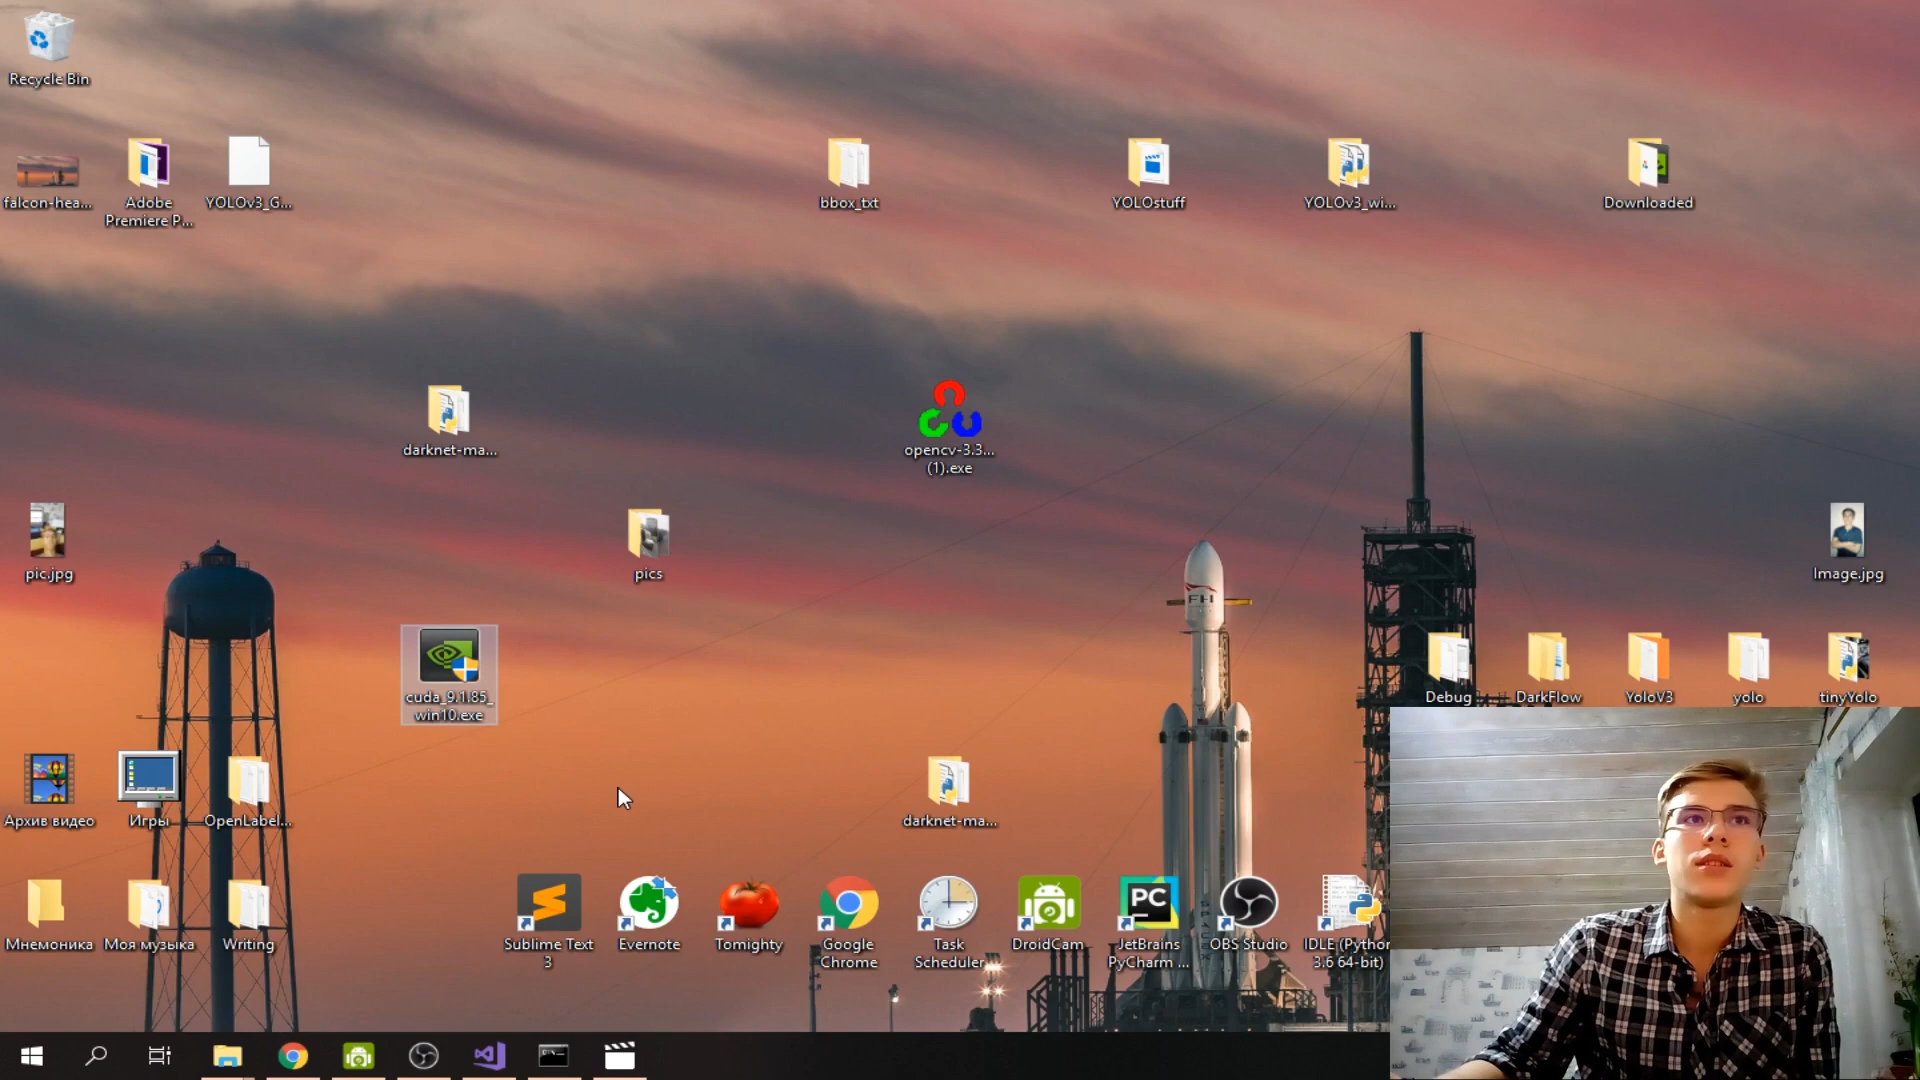 Recycle Bin
falcon-hea...
Adobe
Premiere P...
YOLOv3_G...
bbox_txt
YOLOstuff
YOLOv3_wi...
Downloaded
darknet-ma...
opencv-3.3...
(1).exe
pic.jpg
pics
Image.jpg
FH
cuda_9.1.85_
win10.exe
Debug
DarkFlow
YoloV3
yolo
tinyYolo
Архив видео
Игры
OpenLabel...
darknet-ma...
PC
Мнемоника
Моя музыка
Writing
Sublime Text
3
Evernote
Tomighty
Google
Chrome
Task
Scheduler
DroidCam
JetBrains
PyCharm ...
OBS Studio
IDLE (Python
3.6 64-bit)